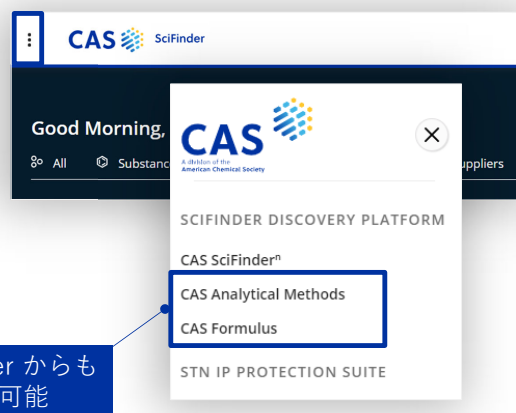 CAS SciFinder
Good Morning,
All Substanc
uppliers
CAS
A division of the
American Chemical Society
SCIFINDER DISCOVERY PLATFORM
CAS SciFinderⁿ
CAS Analytical Methods
CAS Formulus
STN IP PROTECTION SUITE
er からも
可能